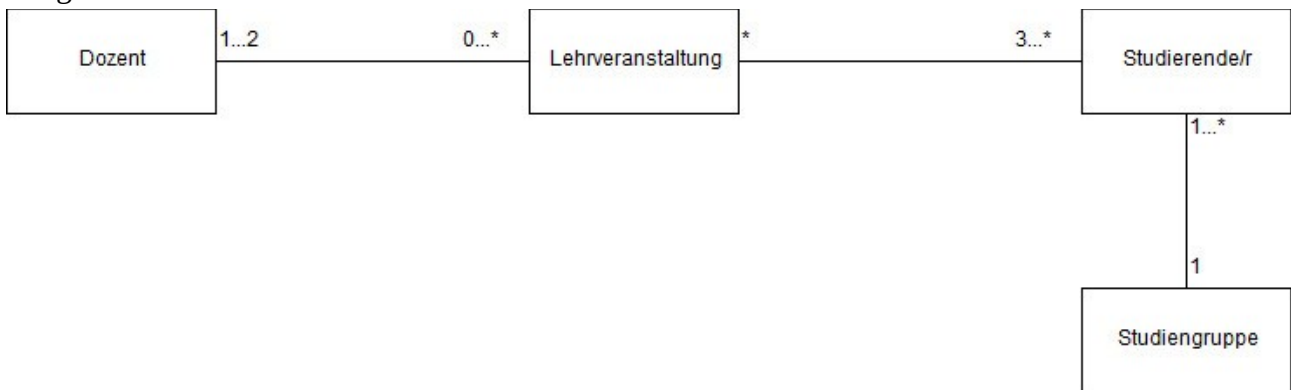 1...2
0...*
*
3...*
Dozent
Lehrveranstaltung
Studierende/r
1...*
1
Studiengruppe